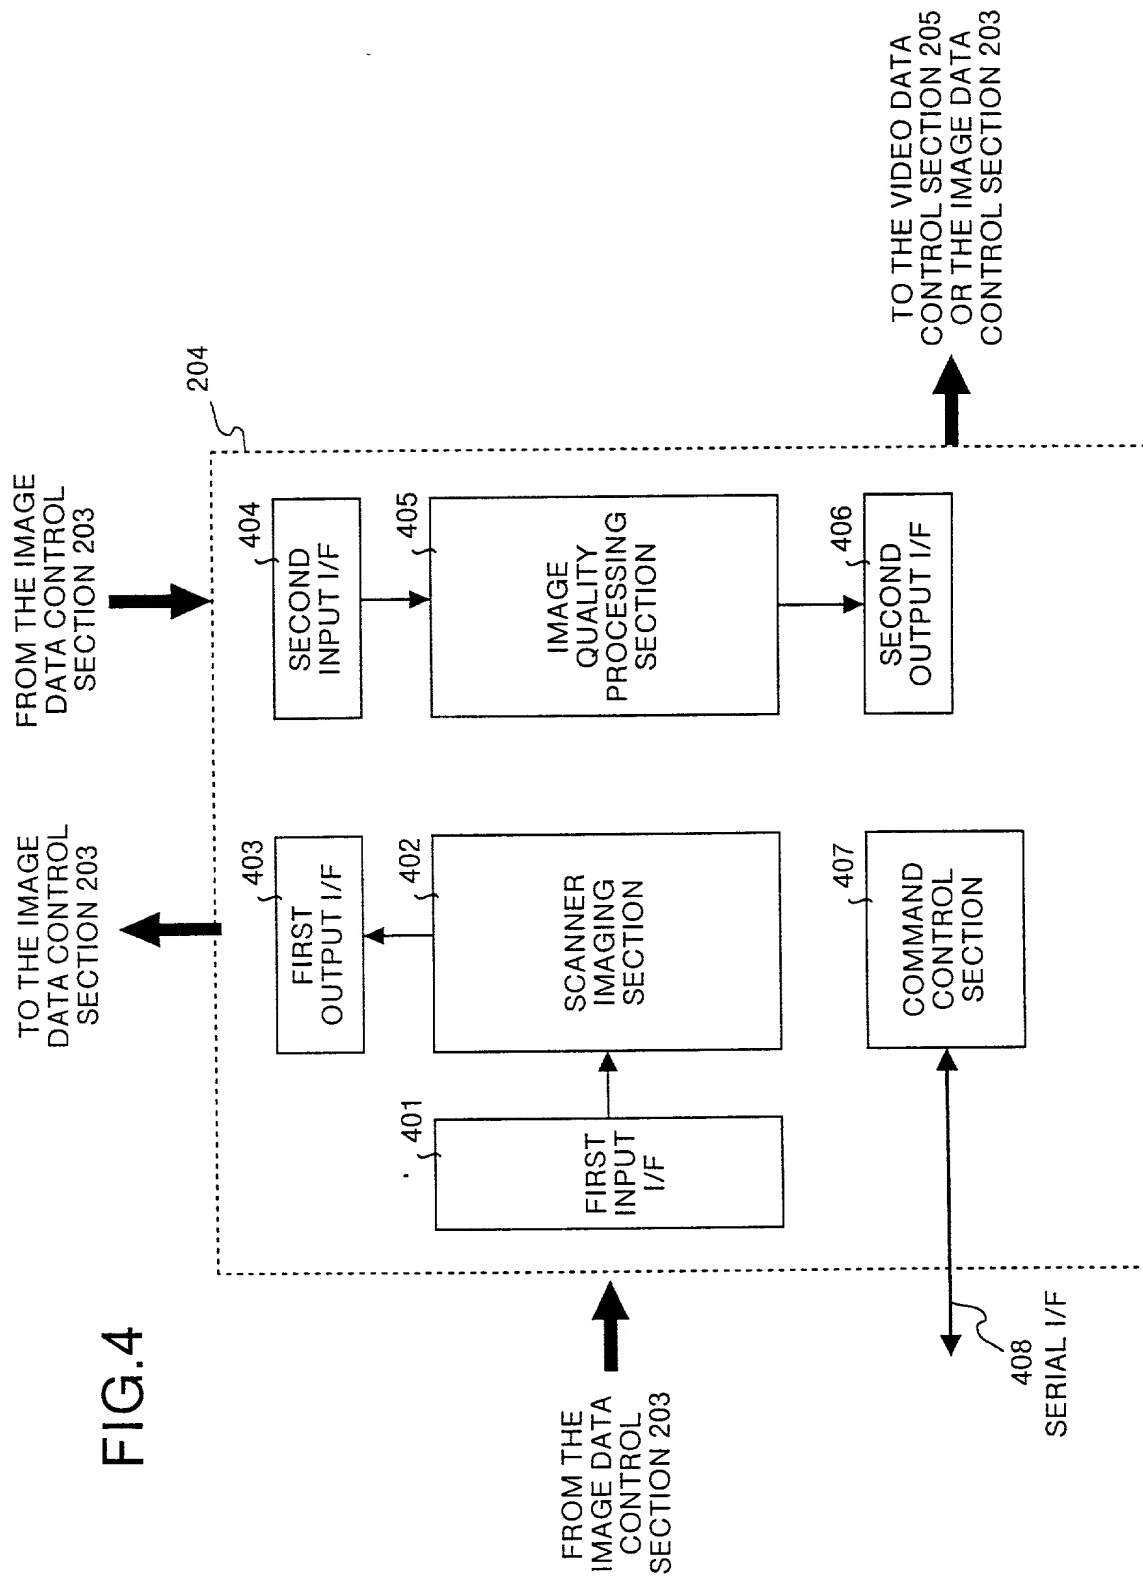 FIG.4
TO THE IMAGE
DATA CONTROL
SECTION 203
FROM THE IMAGE
DATA CONTROL
SECTION 203
204
403
FIRST
OUTPUT I/F
404
SECOND
INPUT I/F
401
FIRST
INPUT
I/F
402
SCANNER
IMAGING
SECTION
405
IMAGE
QUALITY
PROCESSING
SECTION
FROM THE
IMAGE DATA
CONTROL
SECTION 203
407
COMMAND
CONTROL
SECTION
406
SECOND
OUTPUT I/F
408
SERIAL I/F
TO THE VIDEO DATA
CONTROL SECTION 205
OR THE IMAGE DATA
CONTROL SECTION 203